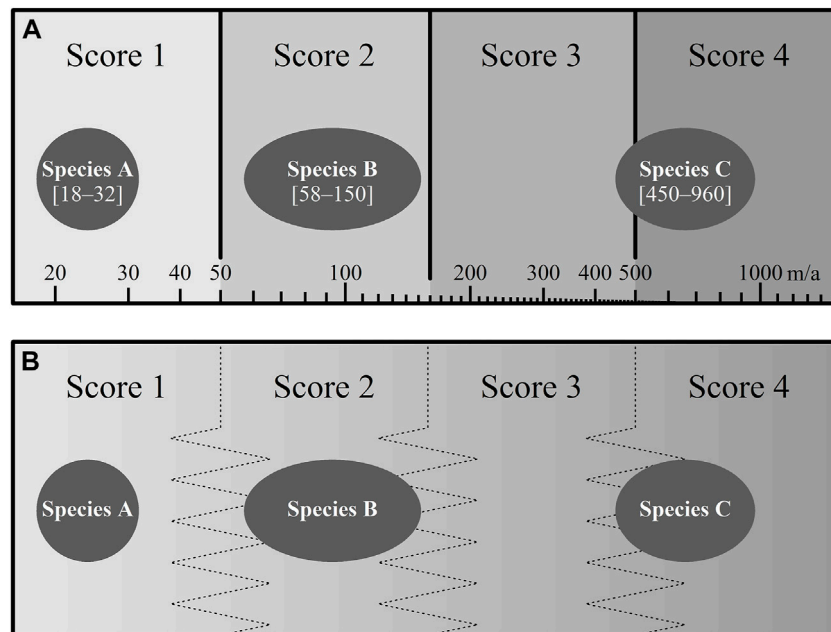 A
Score 1 Score 2 Score 3 Score 4
Species A Species B Species C
[18–32] [58–150] [450–960]
20 30 40 50 100 200 300 400 500 1000 m/a
B
Score 1 Score 2 Score 3 Score 4
Species A Species B Species C